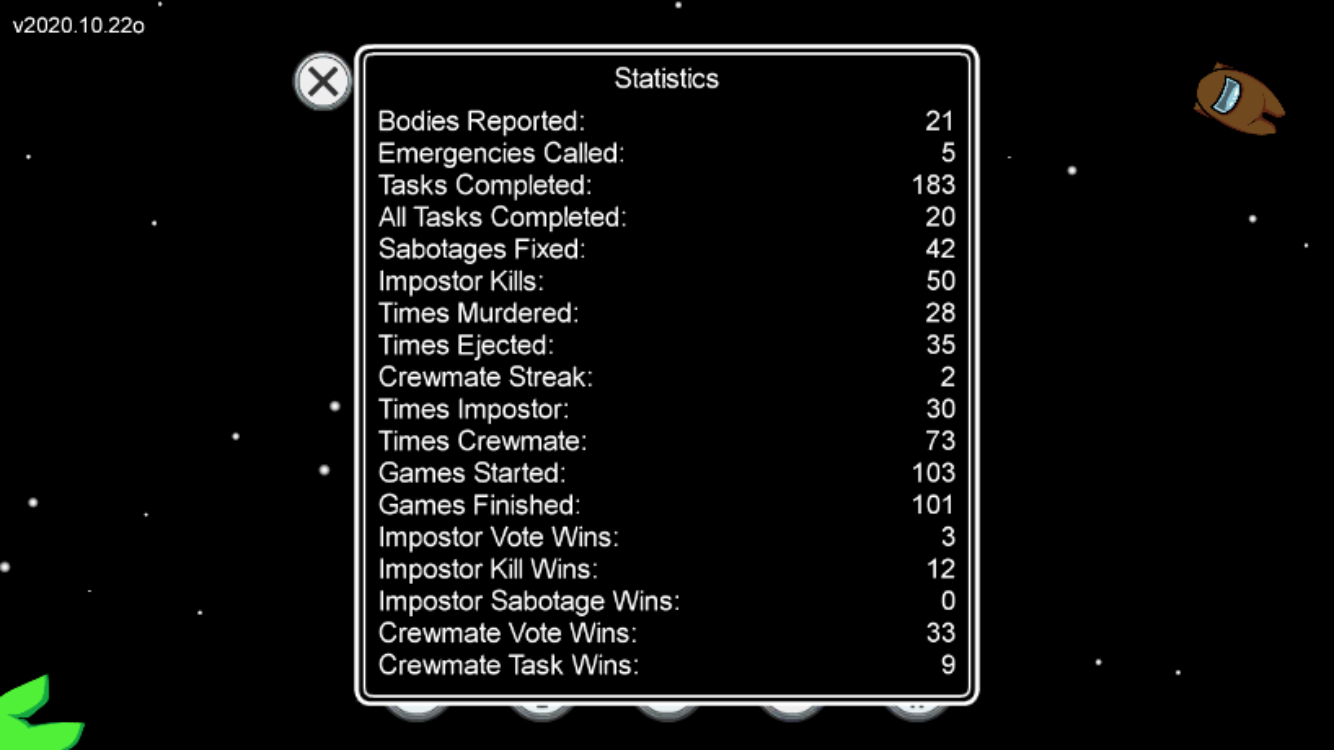 v2020.10.22o
Statistics
Bodies Reported: 21
Emergencies Called: 5
Tasks Completed: 183
All Tasks Completed: 20
Sabotages Fixed: 42
Impostor Kills: 50
Times Murdered: 28
Times Ejected: 35
Crewmate Streak: 2
Times Impostor: 30
Times Crewmate: 73
Games Started: 103
Games Finished: 101
Impostor Vote Wins: 3
Impostor Kill Wins: 12
Impostor Sabotage Wins: 0
Crewmate Vote Wins: 33
Crewmate Task Wins: 9